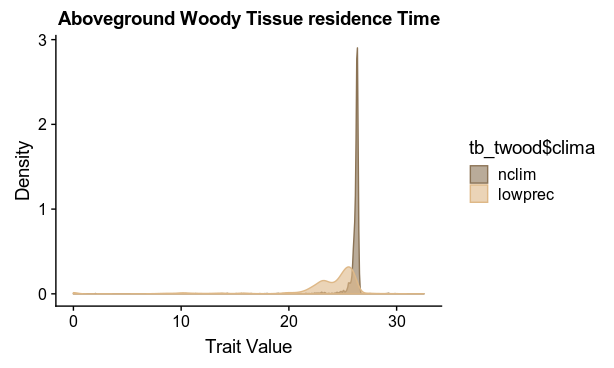 Aboveground Woody Tissue residence Time
3
2
1
0
Density
0
10
20
30
Trait Value
tb_twood$clima
nclim
lowprec